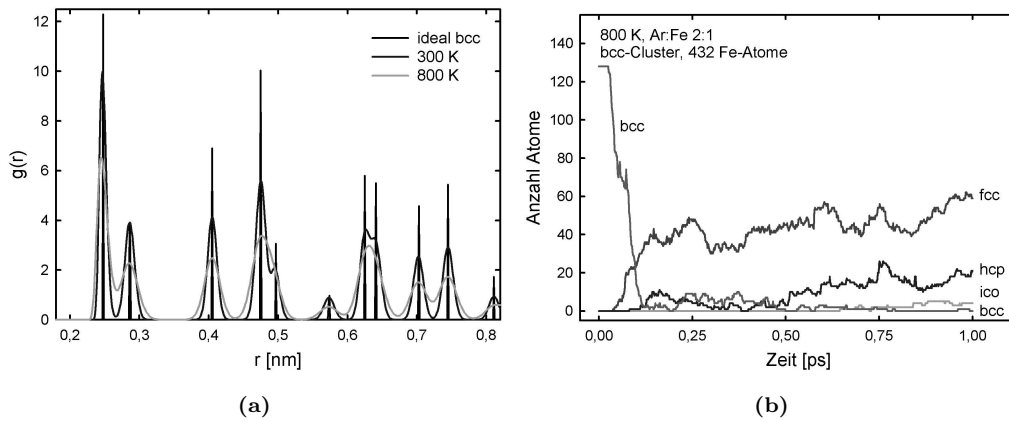 12
10
8
6
4
2
0
g(r)
ideal bcc
300 K
800 K
0,2 0,3 0,4 0,5 0,6 0,7 0,8
r [nm]
(a)
140
120
100
80
60
40
20
0
Anzahl Atome
800 K, Ar:Fe 2:1
bcc-Cluster, 432 Fe-Atome
bcc
fcc
hcp
ico
bcc
0,00 0,25 0,50 0,75 1,00
Zeit [ps]
(b)